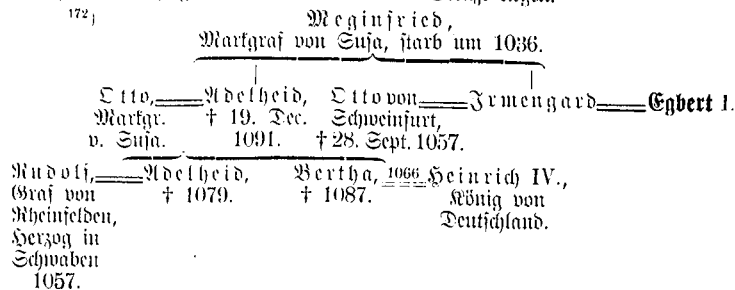 172)
Meginfried,
Markgraf von Susa, starb um 1036.
Otto, Adelheid, Otto von Irmengard Egbert I.
Markgr. † 19. Dez. Schweinfurt,
v. Susa. 1091. † 28. Sept. 1057.
Rudolf, Adelheid, Bertha, 1066 Heinrich IV.,
Graf von † 1079. † 1087. König von
Rheinfelden, Deutschland.
Herzog in
Schwaben
1057.